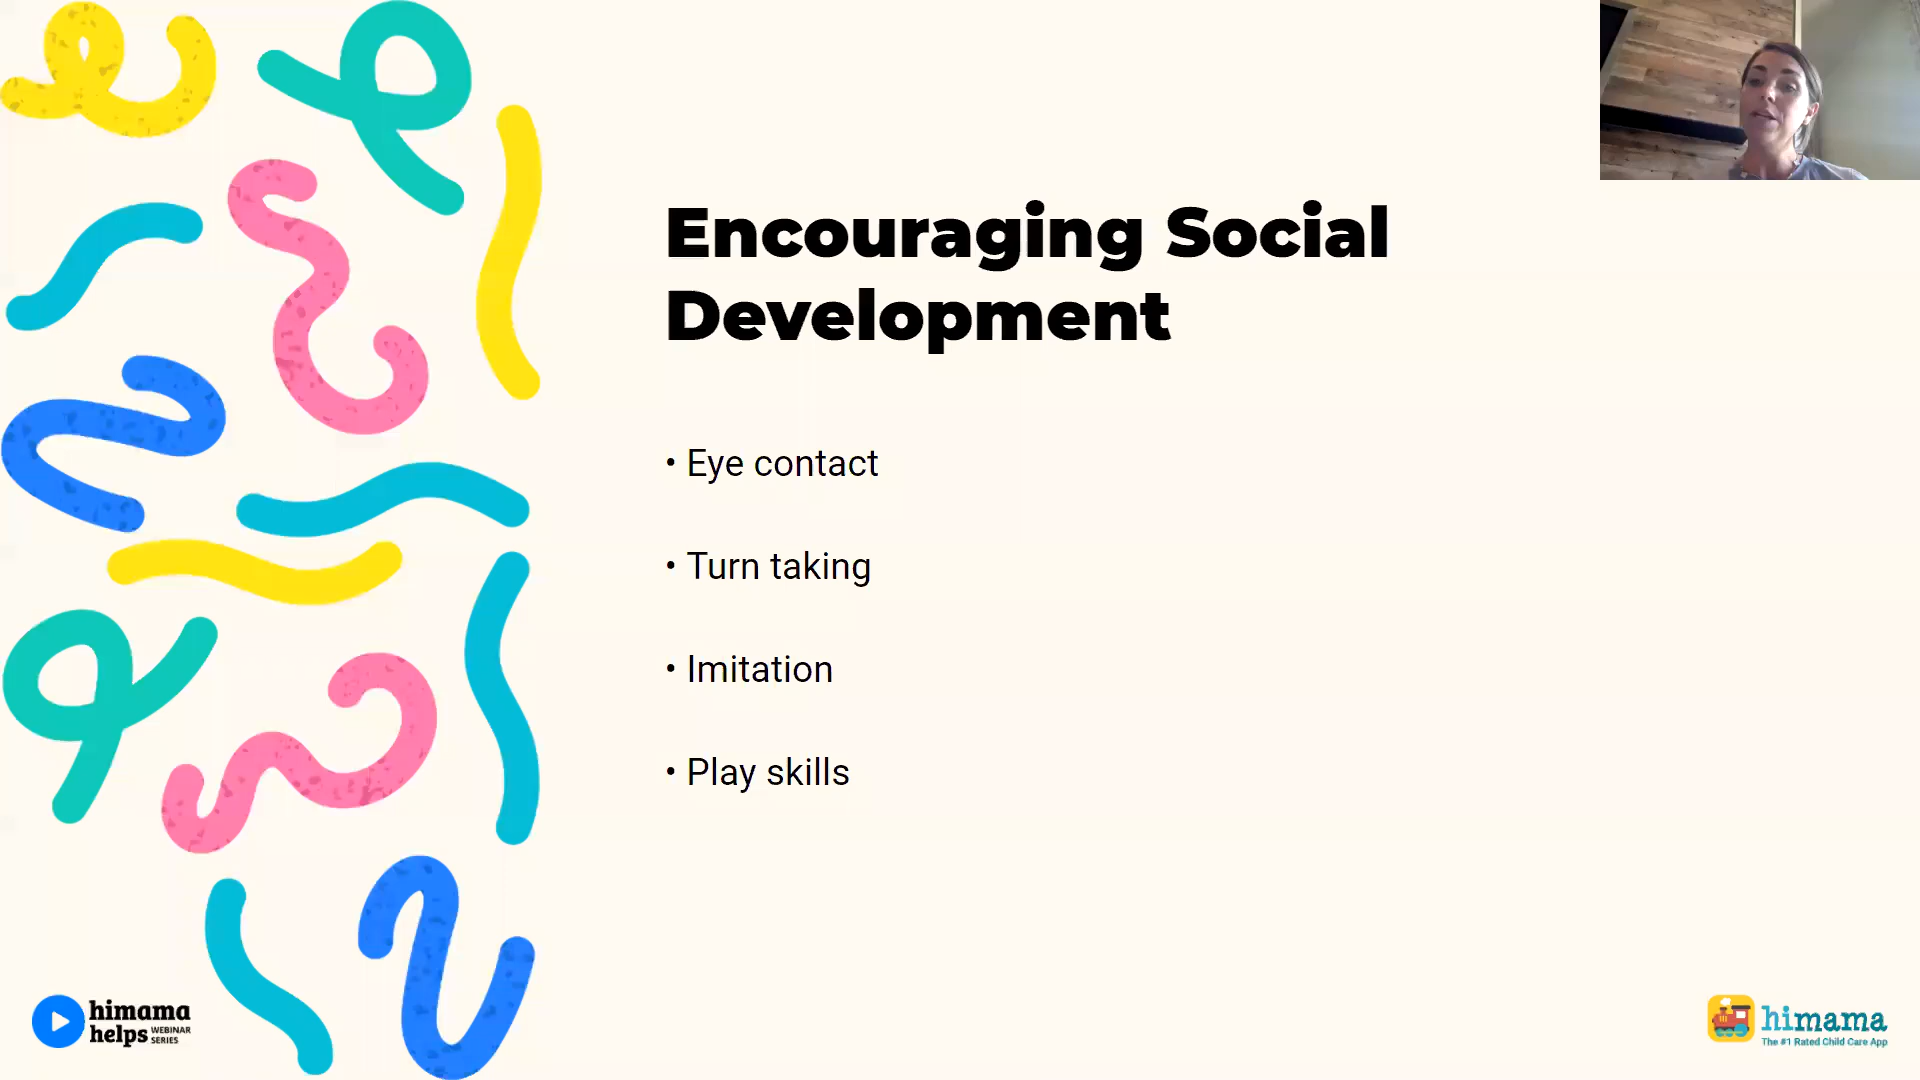 Encouraging Social
Development
• Eye contact
• Turn taking
• Imitation
• Play skills
himama
helps WEBINAR SERIES
himama
The #1 Rated Child Care App